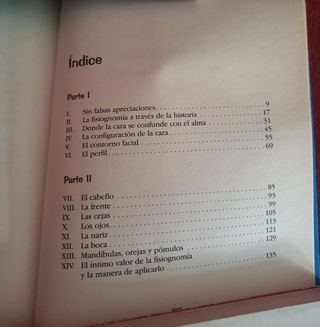 Índice
Parte I
I. Sin falsas apreciaciones 9
II. La fisiognomía a través de la historia 17
III. Donde la cara se confunde con el alma 31
IV. La configuración de la cara 45
V. El contorno facial 55
VI. El perfil 69
Parte II
VII. El cabello 85
VIII. La frente 93
IX. Las cejas 99
X. Los ojos 105
XI. La nariz 113
XII. La boca 121
XIII. Mandíbulas, orejas y pómulos 129
XIV. El íntimo valor de la fisiognomía
y la manera de aplicarlo 135